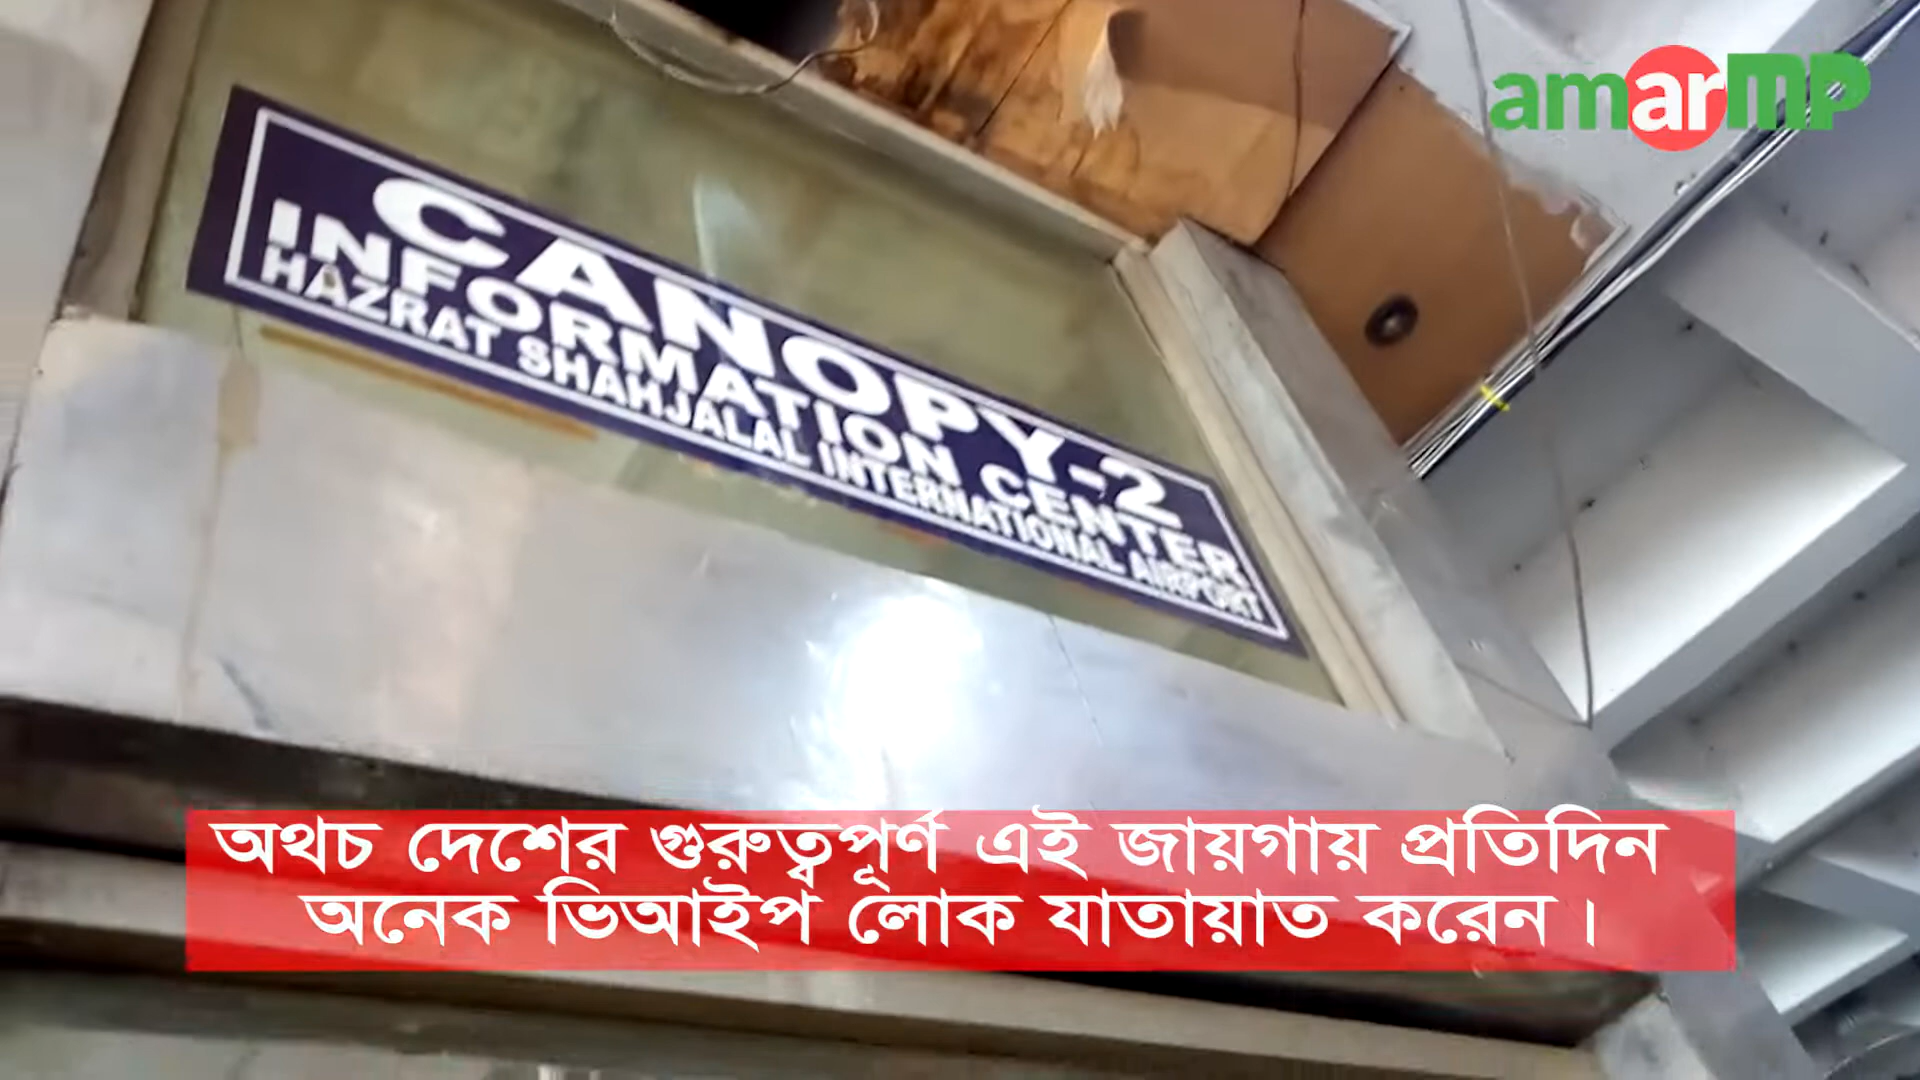 amarMP
CANOPY-2
INFORMATION CENTER
HAZRAT SHAHJALAL INTERNATIONAL AIRPORT
অথচ দেশের গুরুত্বপূর্ণ এই জায়গায় প্রতিদিন
অনেক ভিআইপি লোক যাতায়াত করেন।